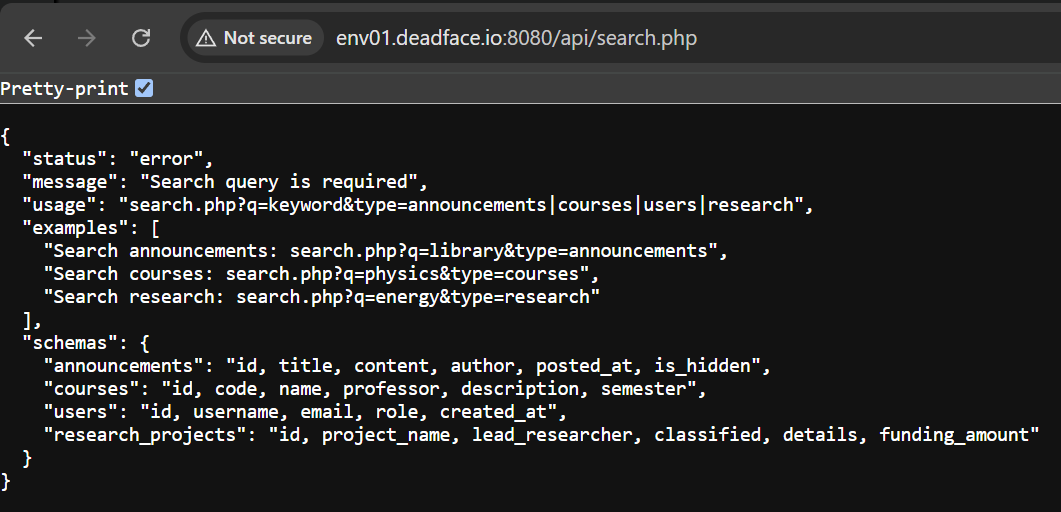 Not secure env01.deadface.io:8080/api/search.php
Pretty-print
{
  "status": "error",
  "message": "Search query is required",
  "usage": "search.php?q=keyword&type=announcements|courses|users|research",
  "examples": [
    "Search announcements: search.php?q=library&type=announcements",
    "Search courses: search.php?q=physics&type=courses",
    "Search research: search.php?q=energy&type=research"
  ],
  "schemas": {
    "announcements": "id, title, content, author, posted_at, is_hidden",
    "courses": "id, code, name, professor, description, semester",
    "users": "id, username, email, role, created_at",
    "research_projects": "id, project_name, lead_researcher, classified, details, funding_amount"
  }
}